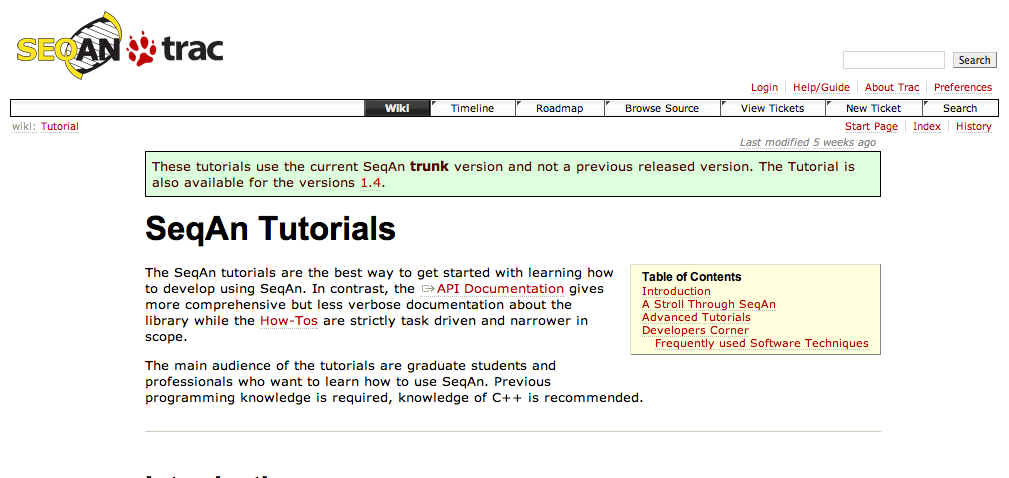 SEQAN trac
Search
Login Help/Guide About Trac Preferences
Wiki Timeline Roadmap Browse Source View Tickets New Ticket Search
wiki: Tutorial
Start Page Index History
Last modified 5 weeks ago
These tutorials use the current SeqAn trunk version and not a previous released version. The Tutorial is
also available for the versions 1.4.
SeqAn Tutorials
The SeqAn tutorials are the best way to get started with learning how
to develop using SeqAn. In contrast, the API Documentation gives
more comprehensive but less verbose documentation about the
library while the How-Tos are strictly task driven and narrower in
scope.
Table of Contents
Introduction
A Stroll Through SeqAn
Advanced Tutorials
Developers Corner
Frequently used Software Techniques
The main audience of the tutorials are graduate students and
professionals who want to learn how to use SeqAn. Previous
programming knowledge is required, knowledge of C++ is recommended.